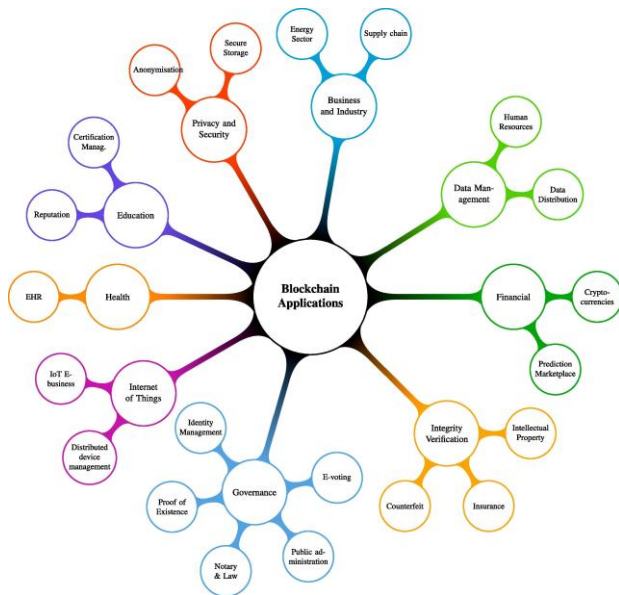 Blockchain
Applications
Business
and Industry
Energy
Sector
Supply chain
Data Man-
agement
Human
Resources
Data
Distribution
Financial
Crypto-
currencies
Prediction
Marketplace
Integrity
Verification
Intellectual
Property
Insurance
Counterfeit
Governance
E-voting
Public ad-
ministration
Notary
& Law
Proof of
Existence
Identity
Management
Internet
of Things
Distributed
device
management
IoT E-
business
Health
EHR
Education
Reputation
Certification
Manag.
Privacy and
Security
Anonymisation
Secure
Storage